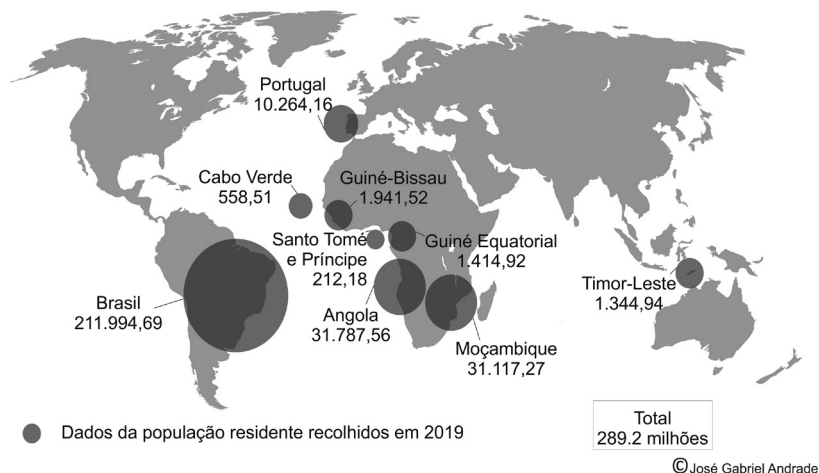 Portugal
10.264,16
Cabo Verde
558,51
Guiné-Bissau
1.941,52
Santo Tomé
e Príncipe
212,18
Guiné Equatorial
1.414,92
Timor-Leste
1.344,94
Brasil
211.994,69
Angola
31.787,56
Moçambique
31.117,27
Dados da população residente recolhidos em 2019
Total
289.2 milhões
©José Gabriel Andrade